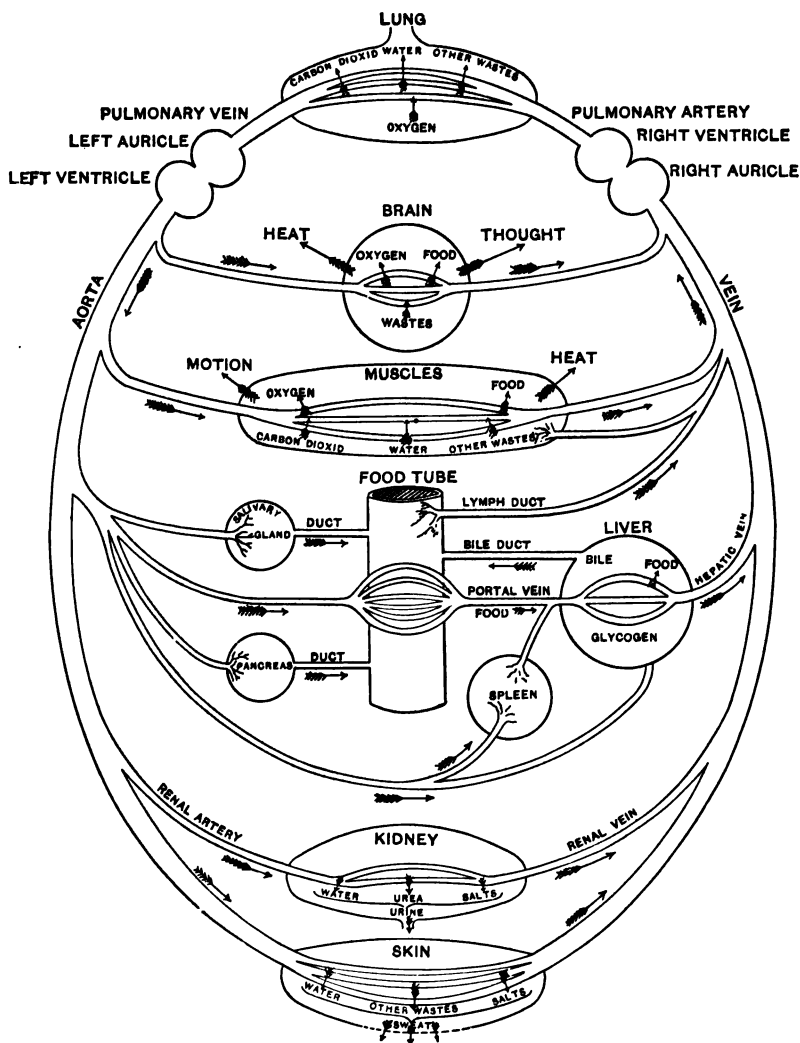 LUNG
CARBON DIOXID WATER OTHER WASTES
OXYGEN
PULMONARY VEIN
LEFT AURICLE
LEFT VENTRICLE
PULMONARY ARTERY
RIGHT VENTRICLE
RIGHT AURICLE
BRAIN
HEAT
THOUGHT
OXYGEN FOOD
WASTES
AORTA
VEIN
MOTION
MUSCLES
HEAT
OXYGEN
FOOD
CARBON DIOXID WATER OTHER WASTES
FOOD TUBE
SALIVARY
GLAND
DUCT
LYMPH DUCT
BILE DUCT
LIVER
BILE
FOOD
HEPATIC VEIN
PORTAL VEIN
FOOD
GLYCOGEN
PANCREAS
DUCT
SPLEEN
RENAL ARTERY
KIDNEY
RENAL VEIN
WATER UREA SALTS
URINE
SKIN
WATER OTHER WASTES SALTS
SWEAT